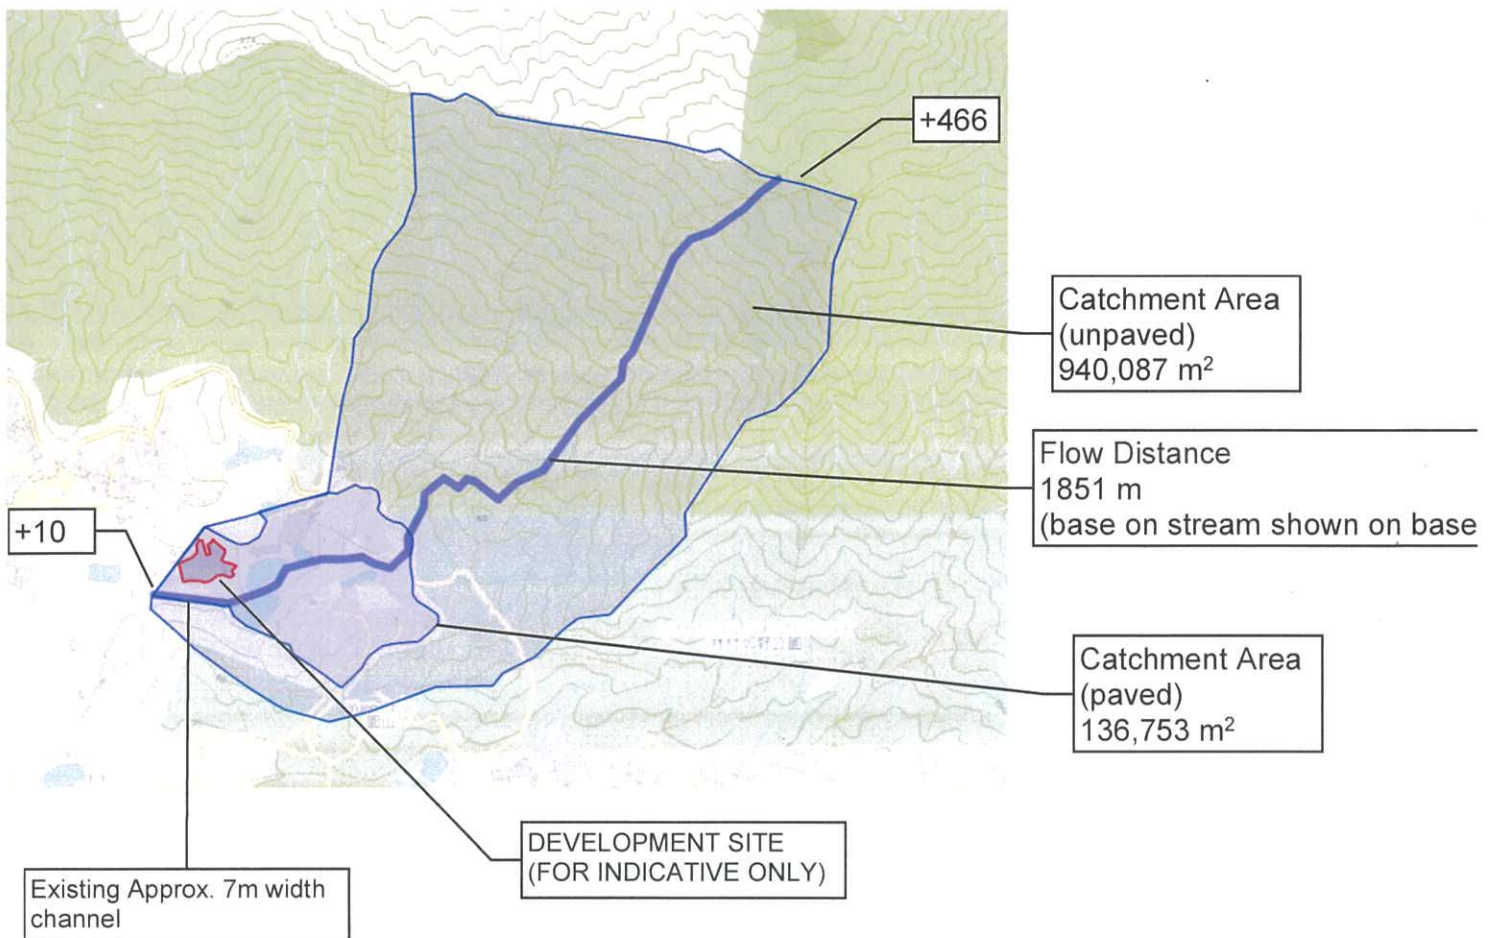 +466
Catchment Area
(unpaved)
940,087 m²
Flow Distance
1851 m
(base on stream shown on base
+10
Catchment Area
(paved)
136,753 m²
DEVELOPMENT SITE
(FOR INDICATIVE ONLY)
Existing Approx. 7m width
channel